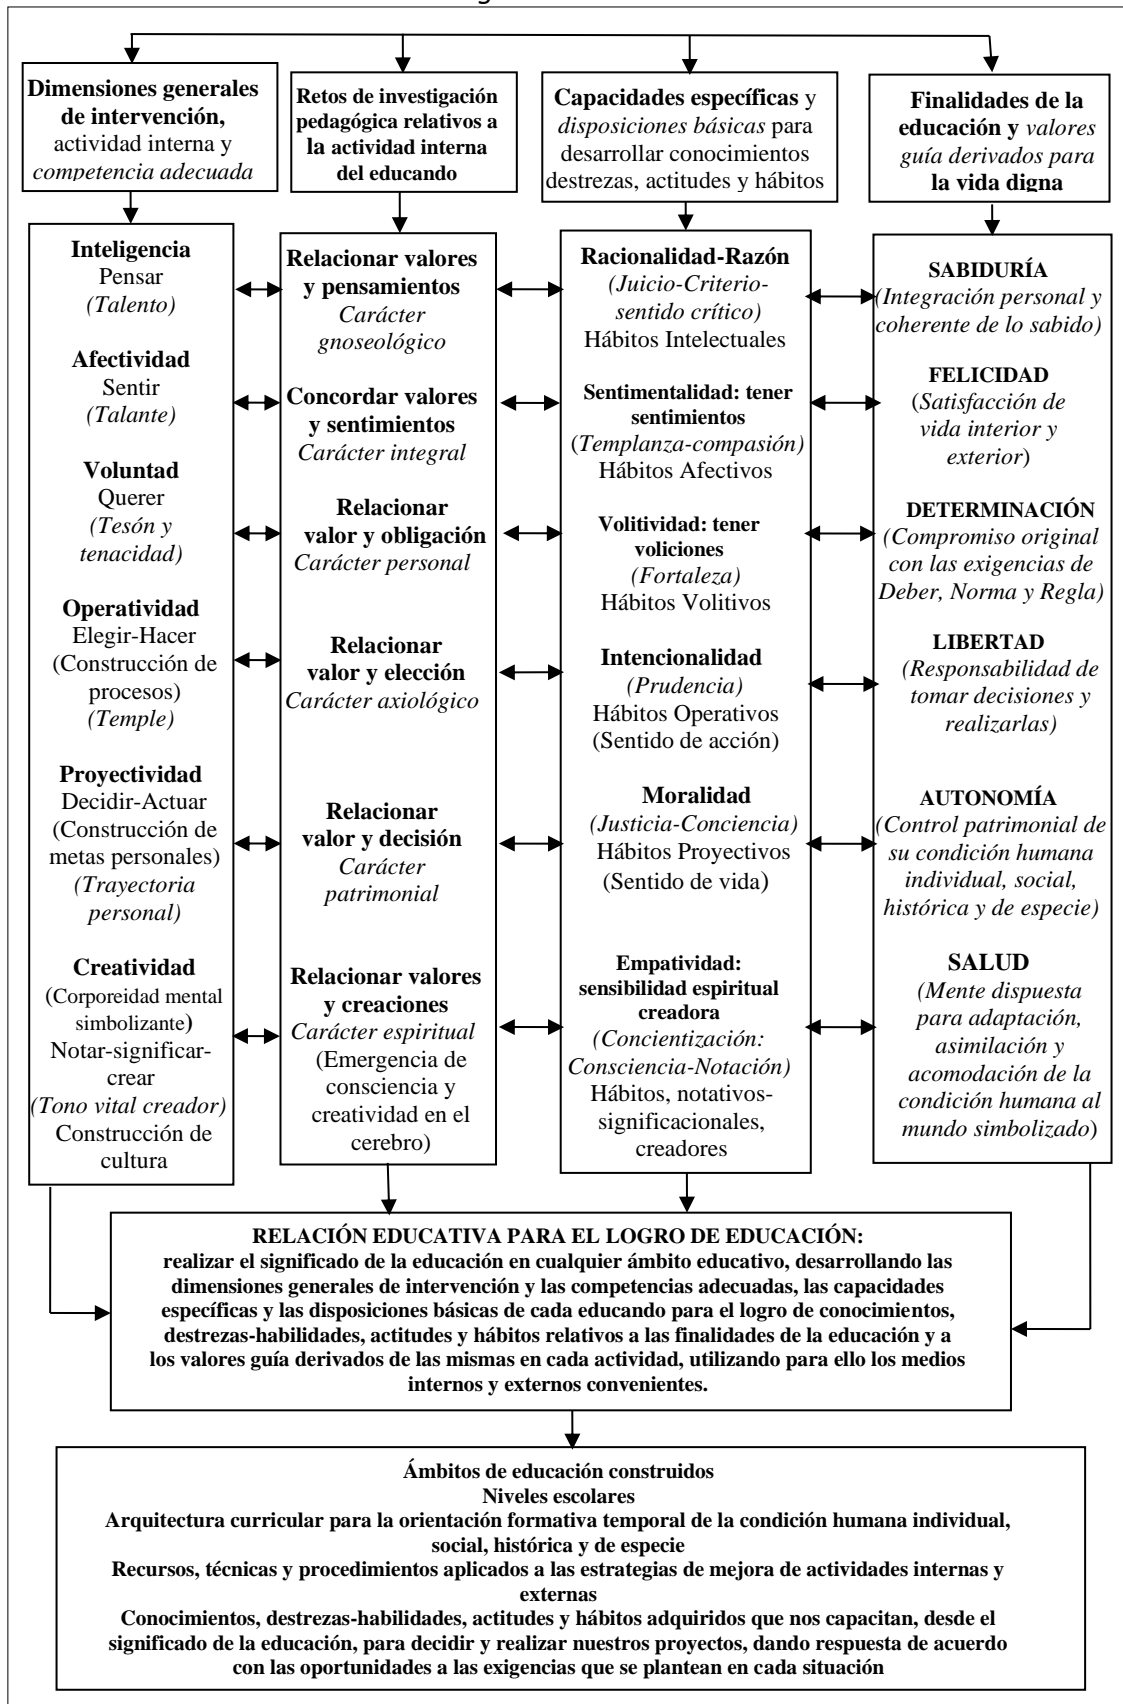 Dimensiones generales
de intervención,
actividad interna y
competencia adecuada
Retos de investigación
pedagógica relativos a
la actividad interna
del educando
Capacidades específicas y
disposiciones básicas para
desarrollar conocimientos
destrezas, actitudes y hábitos
Finalidades de la
educación y valores
guía derivados para
la vida digna
Inteligencia
Pensar
(Talento)
Afectividad
Sentir
(Talante)
Voluntad
Querer
(Tesón y
tenacidad)
Operatividad
Elegir-Hacer
(Construcción de
procesos)
(Temple)
Proyectividad
Decidir-Actuar
(Construcción de
metas personales)
(Trayectoria
personal)
Creatividad
(Corporeidad mental
simbolizante)
Notar-significar-
crear
(Tono vital creador)
Construcción de
cultura
Relacionar valores
y pensamientos
Carácter
gnoseológico
Concordar valores
y sentimientos
Carácter integral
Relacionar
valor y obligación
Carácter personal
Relacionar
valor y elección
Carácter axiológico
Relacionar
valor y decisión
Carácter
patrimonial
Relacionar valores
y creaciones
Carácter espiritual
(Emergencia de
consciencia y
creatividad en el
cerebro)
Racionalidad-Razón
(Juicio-Criterio-
sentido crítico)
Hábitos Intelectuales
Sentimentalidad: tener
sentimientos
(Templanza-compasión)
Hábitos Afectivos
Volitividad: tener
voliciones
(Fortaleza)
Hábitos Volitivos
Intencionalidad
(Prudencia)
Hábitos Operativos
(Sentido de acción)
Moralidad
(Justicia-Conciencia)
Hábitos Proyectivos
(Sentido de vida)
Empatividad:
sensibilidad espiritual
creadora
(Concientización:
Consciencia-Notación)
Hábitos, notativos-
significacionales,
creadores
SABIDURÍA
(Integración personal y
coherente de lo sabido)
FELICIDAD
(Satisfacción de
vida interior y
exterior)
DETERMINACIÓN
(Compromiso original
con las exigencias de
Deber, Norma y Regla)
LIBERTAD
(Responsabilidad de
tomar decisiones y
realizarlas)
AUTONOMÍA
(Control patrimonial de
su condición humana
individual, social,
histórica y de especie)
SALUD
(Mente dispuesta
para adaptación,
asimilación y
acomodación de la
condición humana al
mundo simbolizado)
RELACIÓN EDUCATIVA PARA EL LOGRO DE EDUCACIÓN:
realizar el significado de la educación en cualquier ámbito educativo, desarrollando las
dimensiones generales de intervención y las competencias adecuadas, las capacidades
específicas y las disposiciones básicas de cada educando para el logro de conocimientos,
destrezas-habilidades, actitudes y hábitos relativos a las finalidades de la educación y a
los valores guía derivados de las mismas en cada actividad, utilizando para ello los medios
internos y externos convenientes.
Ámbitos de educación construidos
Niveles escolares
Arquitectura curricular para la orientación formativa temporal de la condición humana individual,
social, histórica y de especie
Recursos, técnicas y procedimientos aplicados a las estrategias de mejora de actividades internas y
externas
Conocimientos, destrezas-habilidades, actitudes y hábitos adquiridos que nos capacitan, desde el
significado de la educación, para decidir y realizar nuestros proyectos, dando respuesta de acuerdo
con las oportunidades a las exigencias que se plantean en cada situación